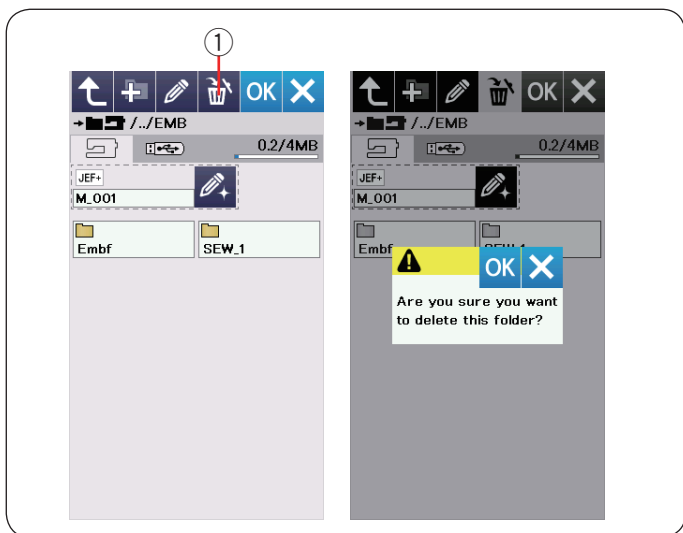 1
OK
/../EMB
0.2/4MB
JEF+
M_001
Embf
SEW_1
OK
/../EMB
0.2/4MB
JEF+
M_001
Embf
SEW_1
OK
Are you sure you want
to delete this folder?